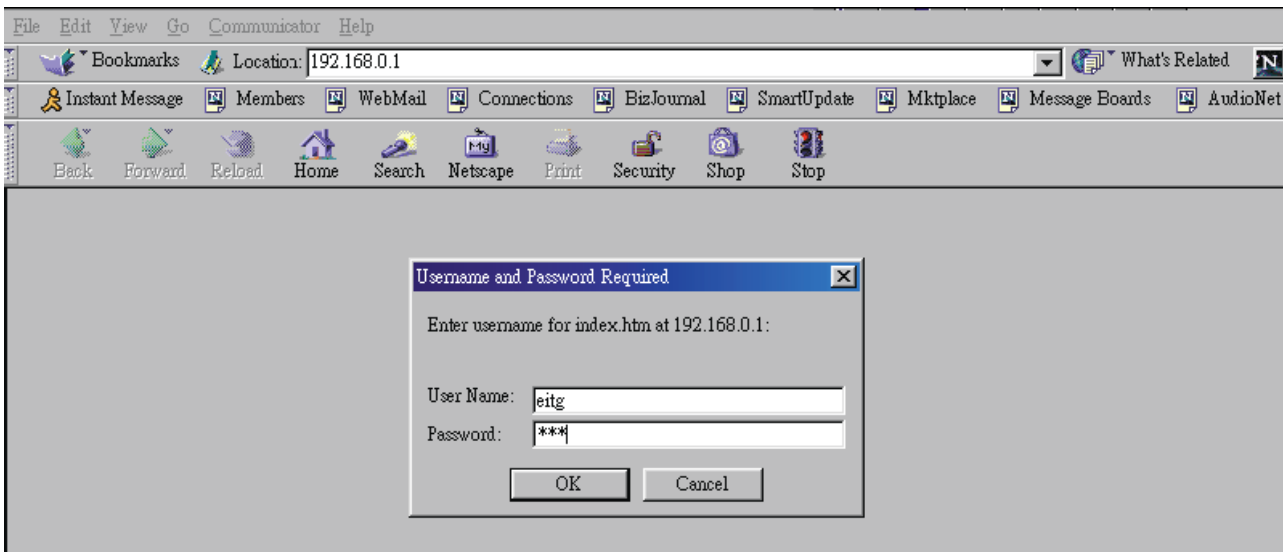 File Edit View Go Communicator Help
Bookmarks Location: 192.168.0.1 What's Related N
Instant Message Members WebMail Connections BizJournal SmartUpdate Mktplace Message Boards AudioNet
My
Back Forward Reload Home Search Netscape Print Security Shop Stop
Username and Password Required
Enter username for index.htm at 192.168.0.1:
User Name: eitg
Password: ***
OK Cancel